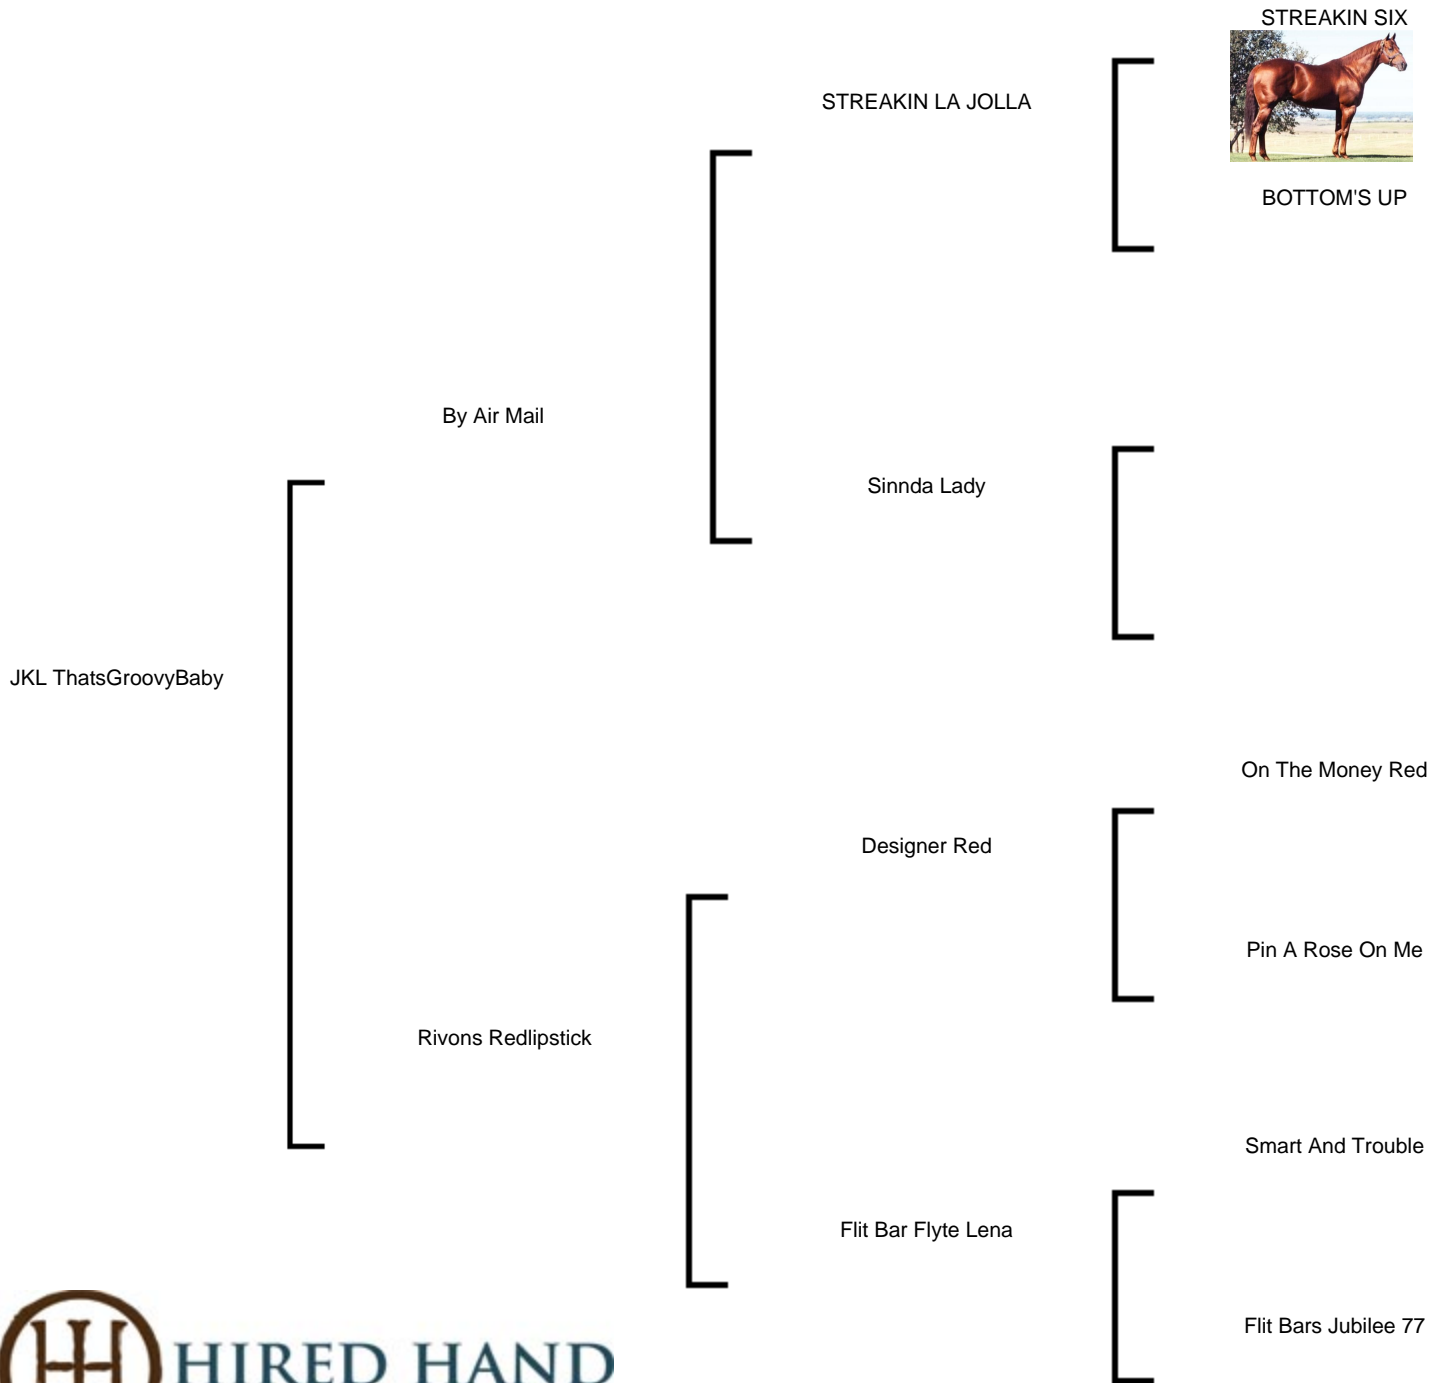 STREAKIN SIX
STREAKIN LA JOLLA
BOTTOM'S UP
By Air Mail
Sinnda Lady
JKL ThatsGroovyBaby
On The Money Red
Designer Red
Pin A Rose On Me
Rivons Redlipstick
Smart And Trouble
Flit Bar Flyte Lena
Flit Bars Jubilee 77
HH HIRED HAND